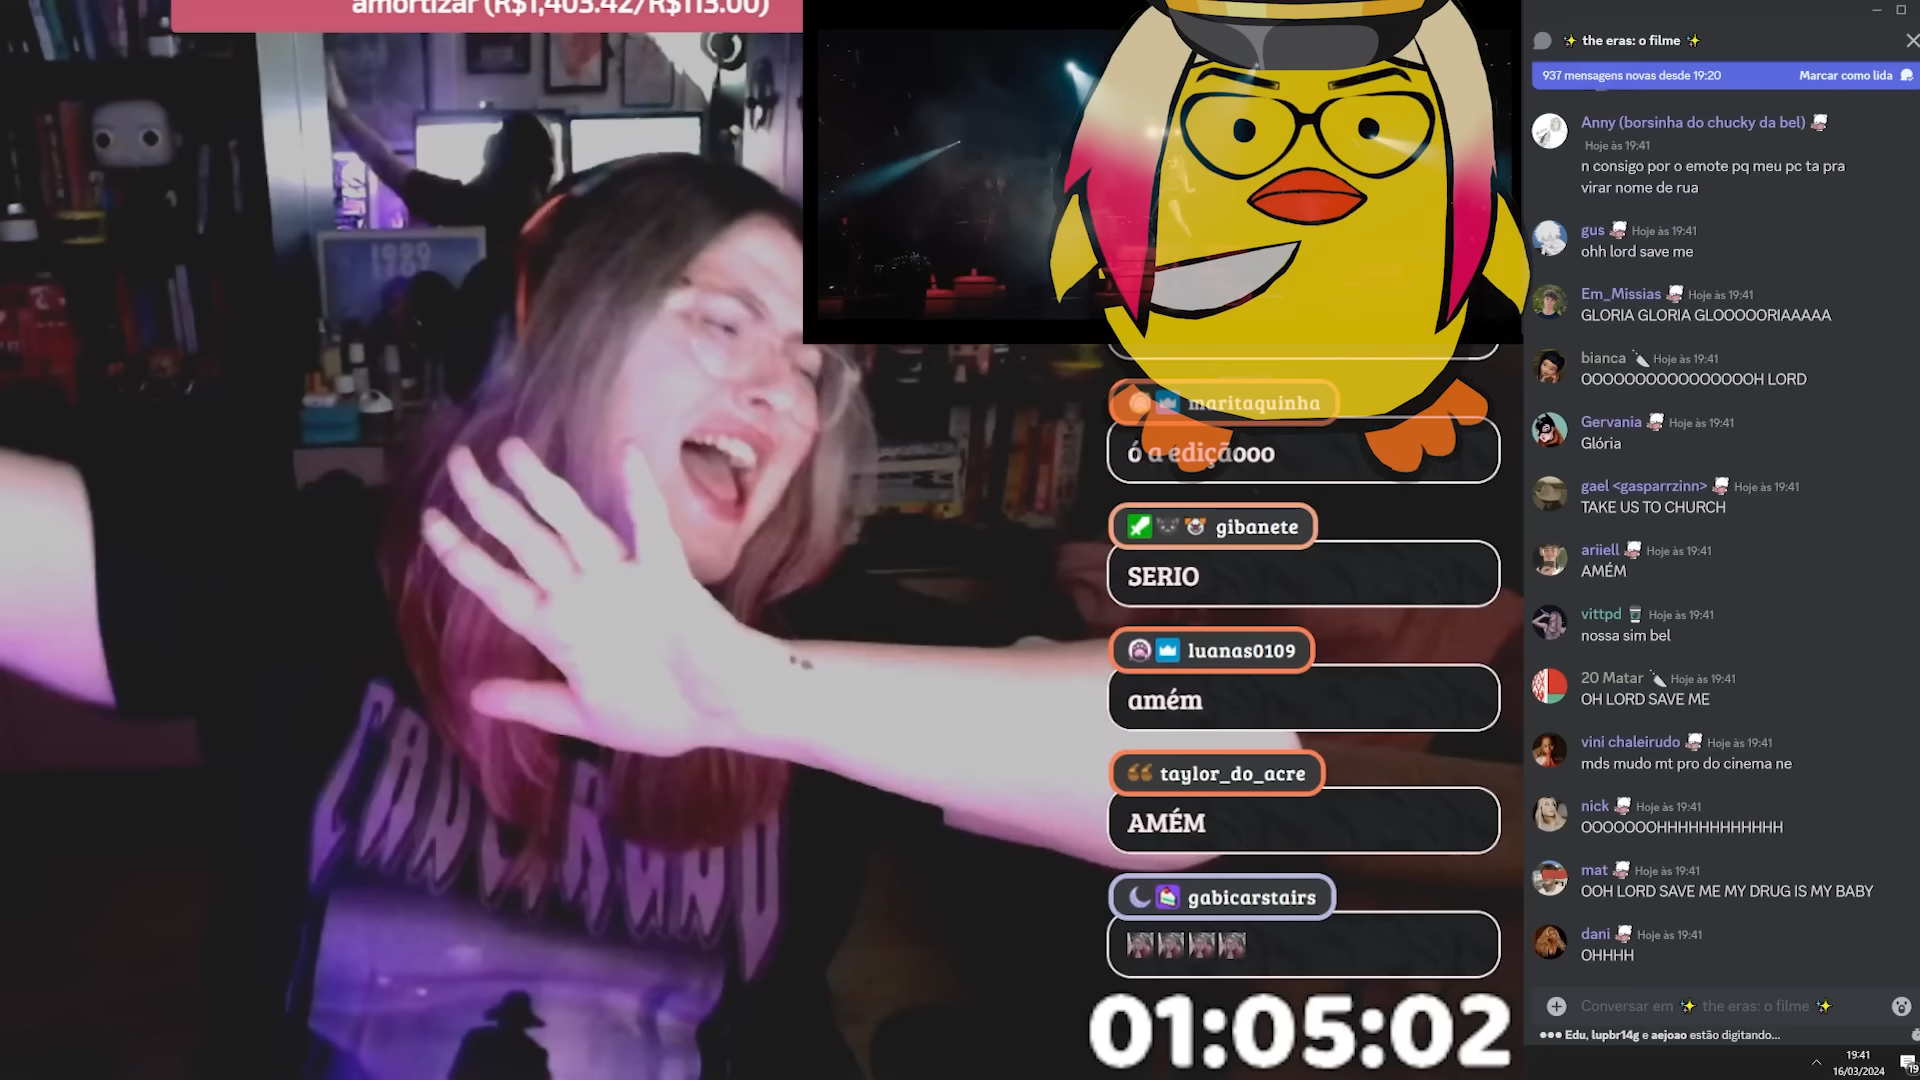 amortizar (R$1,403.42/R$113.00)
maritaquinha
ó a ediçãooo
gibanete
SERIO
luanas0109
amém
taylor_do_acre
AMÉM
gabicarstairs
01:05:02
✨ the eras: o filme ✨
937 mensagens novas desde 19:20 Marcar como lida
Anny (borsinha do chucky da bel)
Hoje às 19:41
n consigo por o emote pq meu pc ta pra
virar nome de rua
gus Hoje às 19:41
ohh lord save me
Em_Missias Hoje às 19:41
GLORIA GLORIA GLOOOOORIAAAAA
bianca Hoje às 19:41
OOOOOOOOOOOOOOOOH LORD
Gervania Hoje às 19:41
Glória
gael <gasparrzinn> Hoje às 19:41
TAKE US TO CHURCH
ariiell Hoje às 19:41
AMÉM
vittpd Hoje às 19:41
nossa sim bel
20 Matar Hoje às 19:41
OH LORD SAVE ME
vini chaleirudo Hoje às 19:41
mds mudo mt pro do cinema ne
nick Hoje às 19:41
OOOOOOOHHHHHHHHHHHH
mat Hoje às 19:41
OOH LORD SAVE ME MY DRUG IS MY BABY
dani Hoje às 19:41
OHHHH
Conversar em ✨ the eras: o filme ✨
Edu, lupbr14g e aejoao estão digitando...
19:41
16/03/2024
19